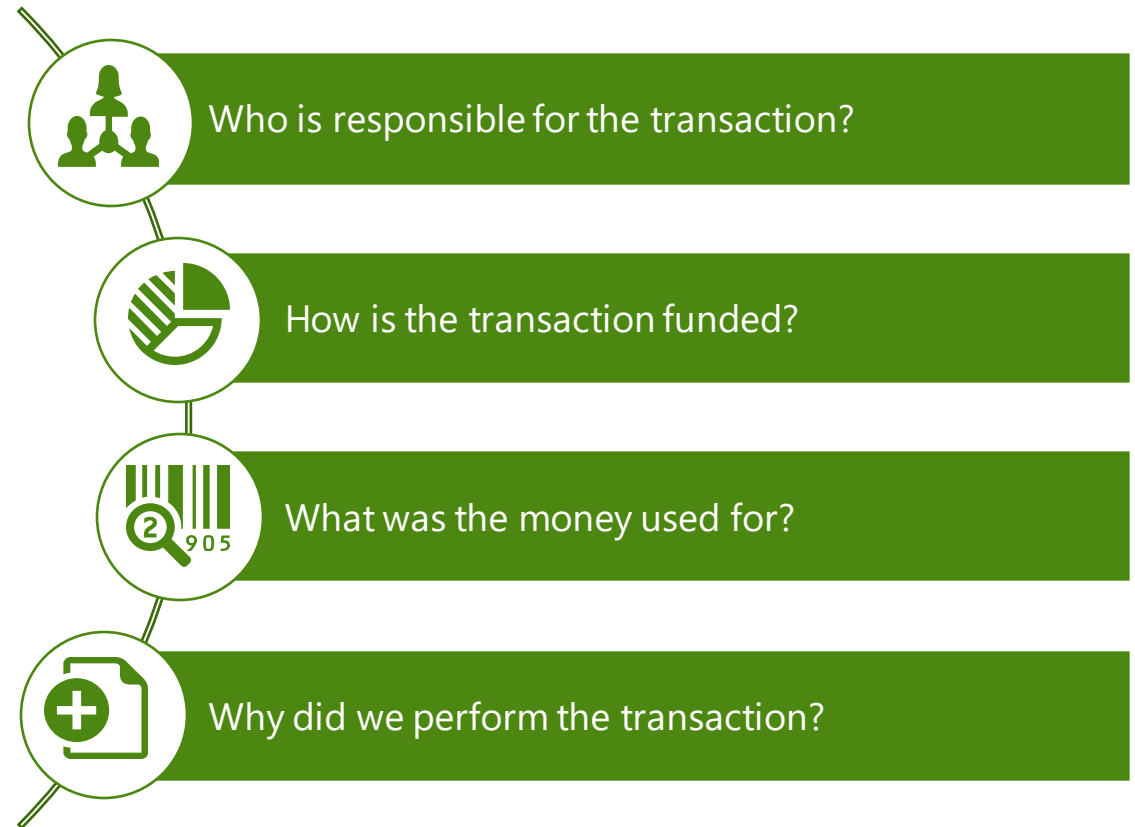 Who is responsible for the transaction?
How is the transaction funded?
What was the money used for?
2
905
Why did we perform the transaction?